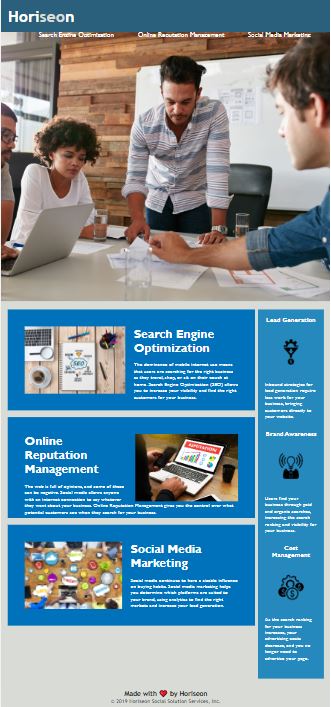 Horiseon
Search Engine Optimization
Online Reputation Management
Social Media Marketing
Search Engine
Optimization
The dominance of mobile internet use means
that users are searching for the right business
as they travel, shop, or sit on their couch at
home. Search Engine Optimization (SEO) allows
you to increase your visibility and find the right
customers for your business.
SEO
Online
Reputation
Management
The web is full of opinions, and some of these
can be negative. Social media allows anyone
with an internet connection to say whatever
they want about your business. Online Reputation Management gives you the control over what
potential customers see when they search for your business.
REPUTATION
Social Media
Marketing
Social media continues to have a sizable influence
on buying habits. Social media marketing helps
you determine which platforms are suited to
your brand, using analytics to find the right
markets and increase your lead generation.
Lead Generation
Inbound strategies for
lead generation require
less work for your
business, bringing
customers directly to
your website.
Brand Awareness
Users find your
business through paid
and organic searches,
increasing the search
ranking and visibility for
your business.
Cost
Management
As the search ranking
for your business
increases, your
advertising costs
decrease, and you no
longer need to
advertise your page.
Made with ❤️ by Horiseon
© 2019 Horiseon Social Solution Services, Inc.